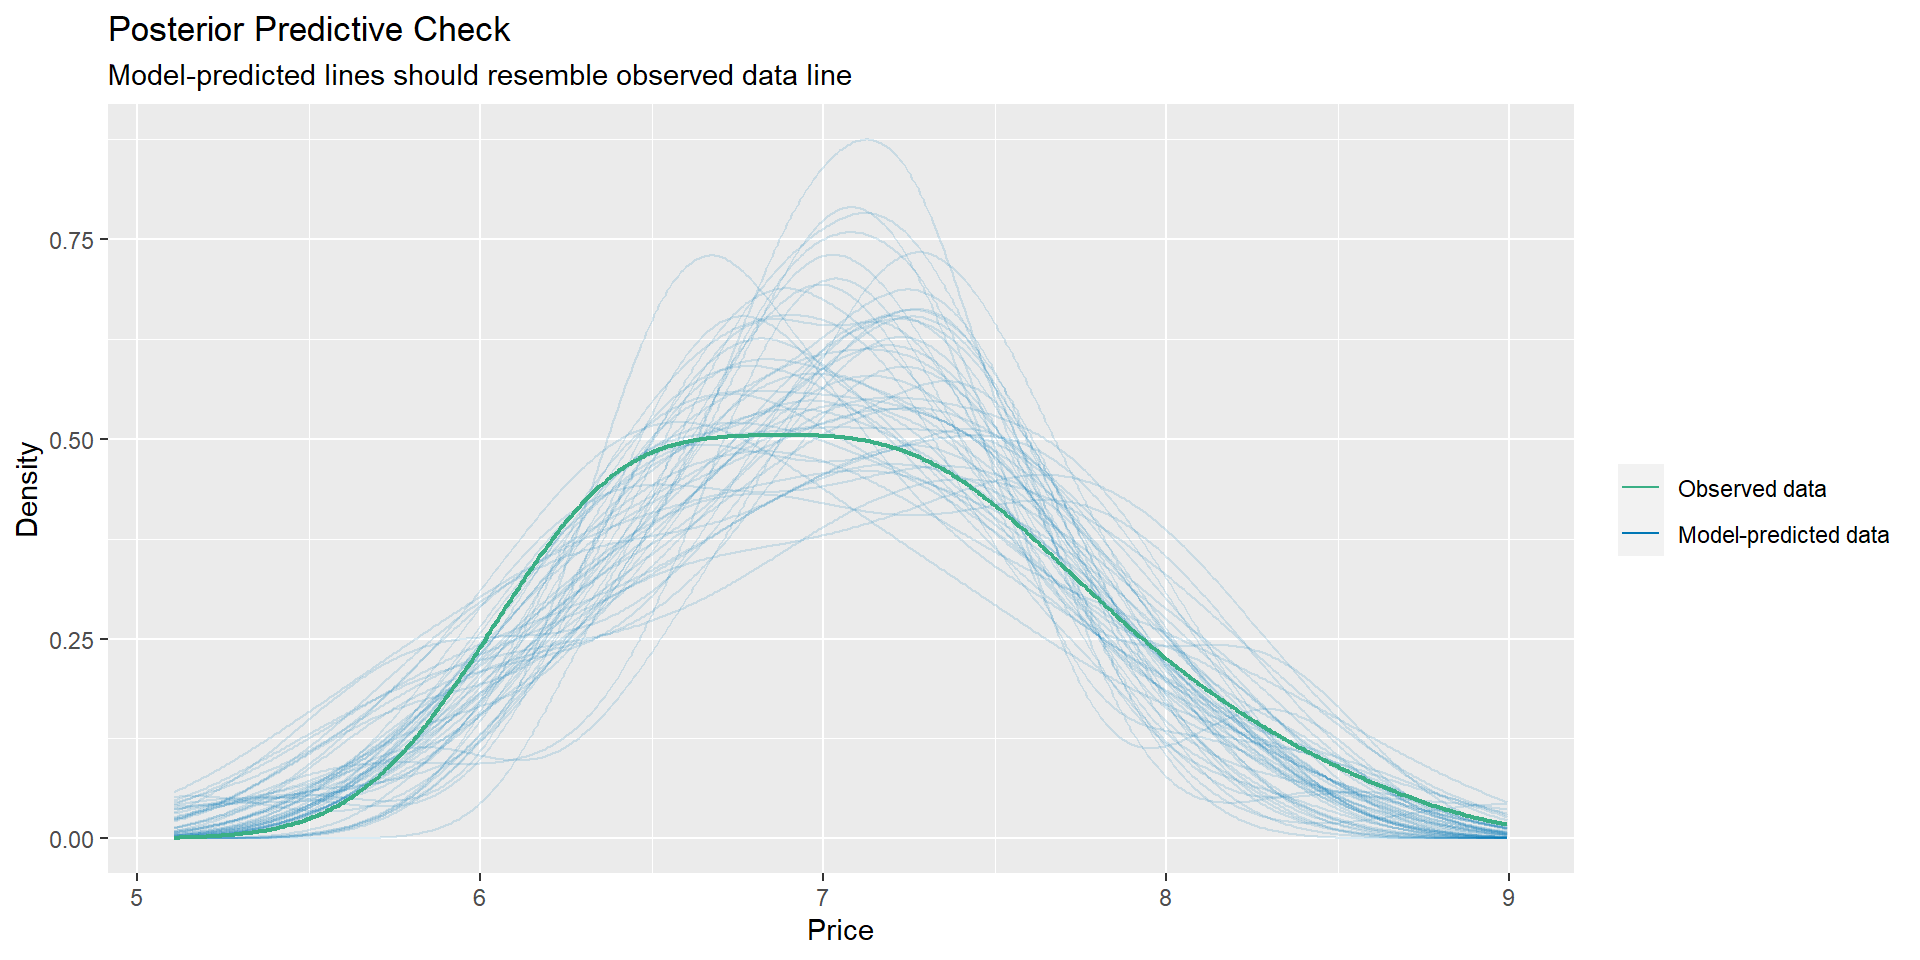 Posterior Predictive Check
Model-predicted lines should resemble observed data line
Density
0.75
0.50
0.25
0.00
5 6 7 8 9
Price
Observed data
Model-predicted data